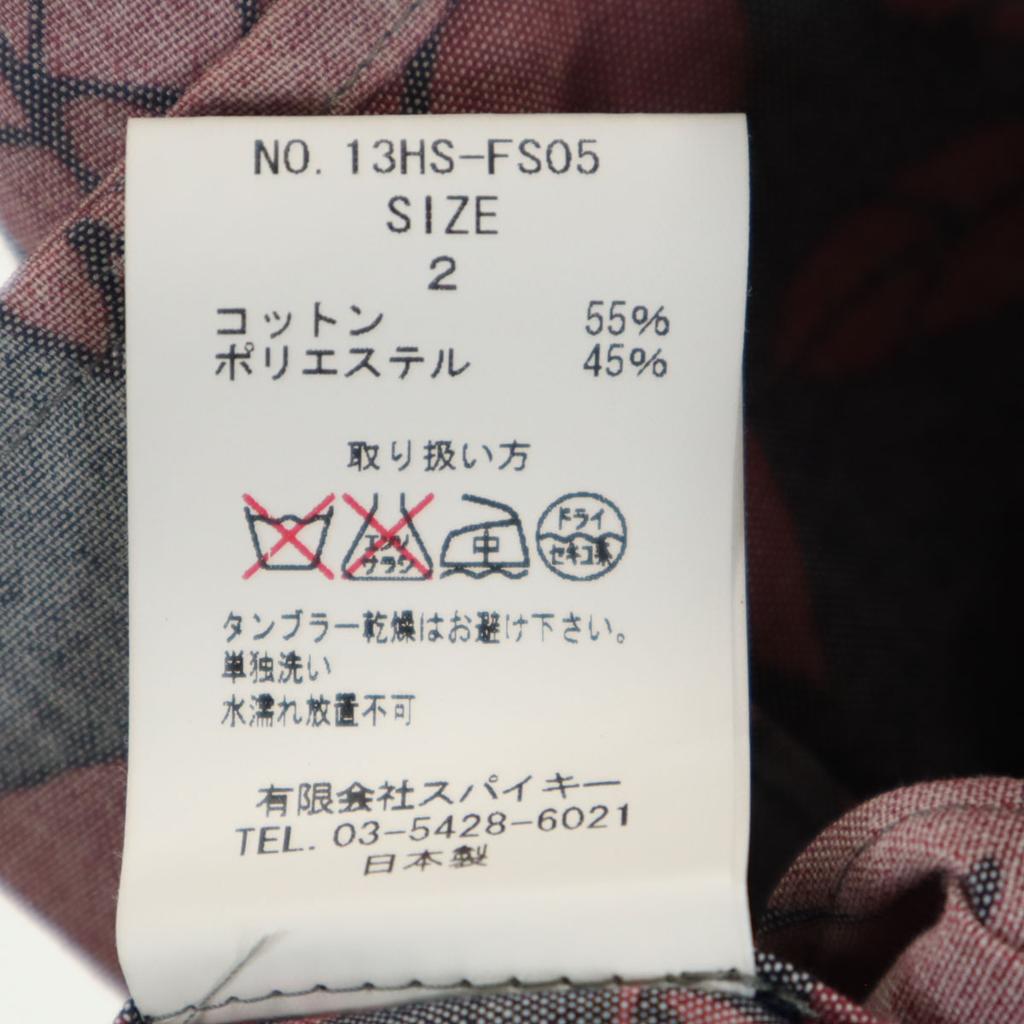 NO. 13HS-FS05
SIZE
2
コットン 55%
ポリエステル 45%
取り扱い方
エンソ
サラシ
中
ドライ
セキユ系
タンブラー乾燥はお避け下さい。
単独洗い
水濡れ放置不可
有限会社スパイキー
TEL. 03-5428-6021
日本製